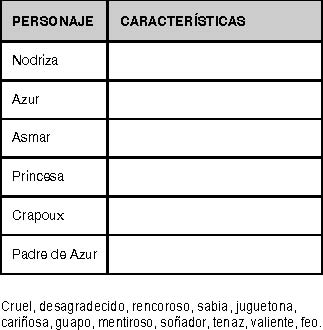 PERSONAJE CARACTERÍSTICAS
Nodriza
Azur
Asmar
Princesa
Crapoux
Padre de Azur
Cruel, desagradecido, rencoroso, sabia, juguetona,
cariñosa, guapo, mentiroso, soñador, tenaz, valiente, feo.